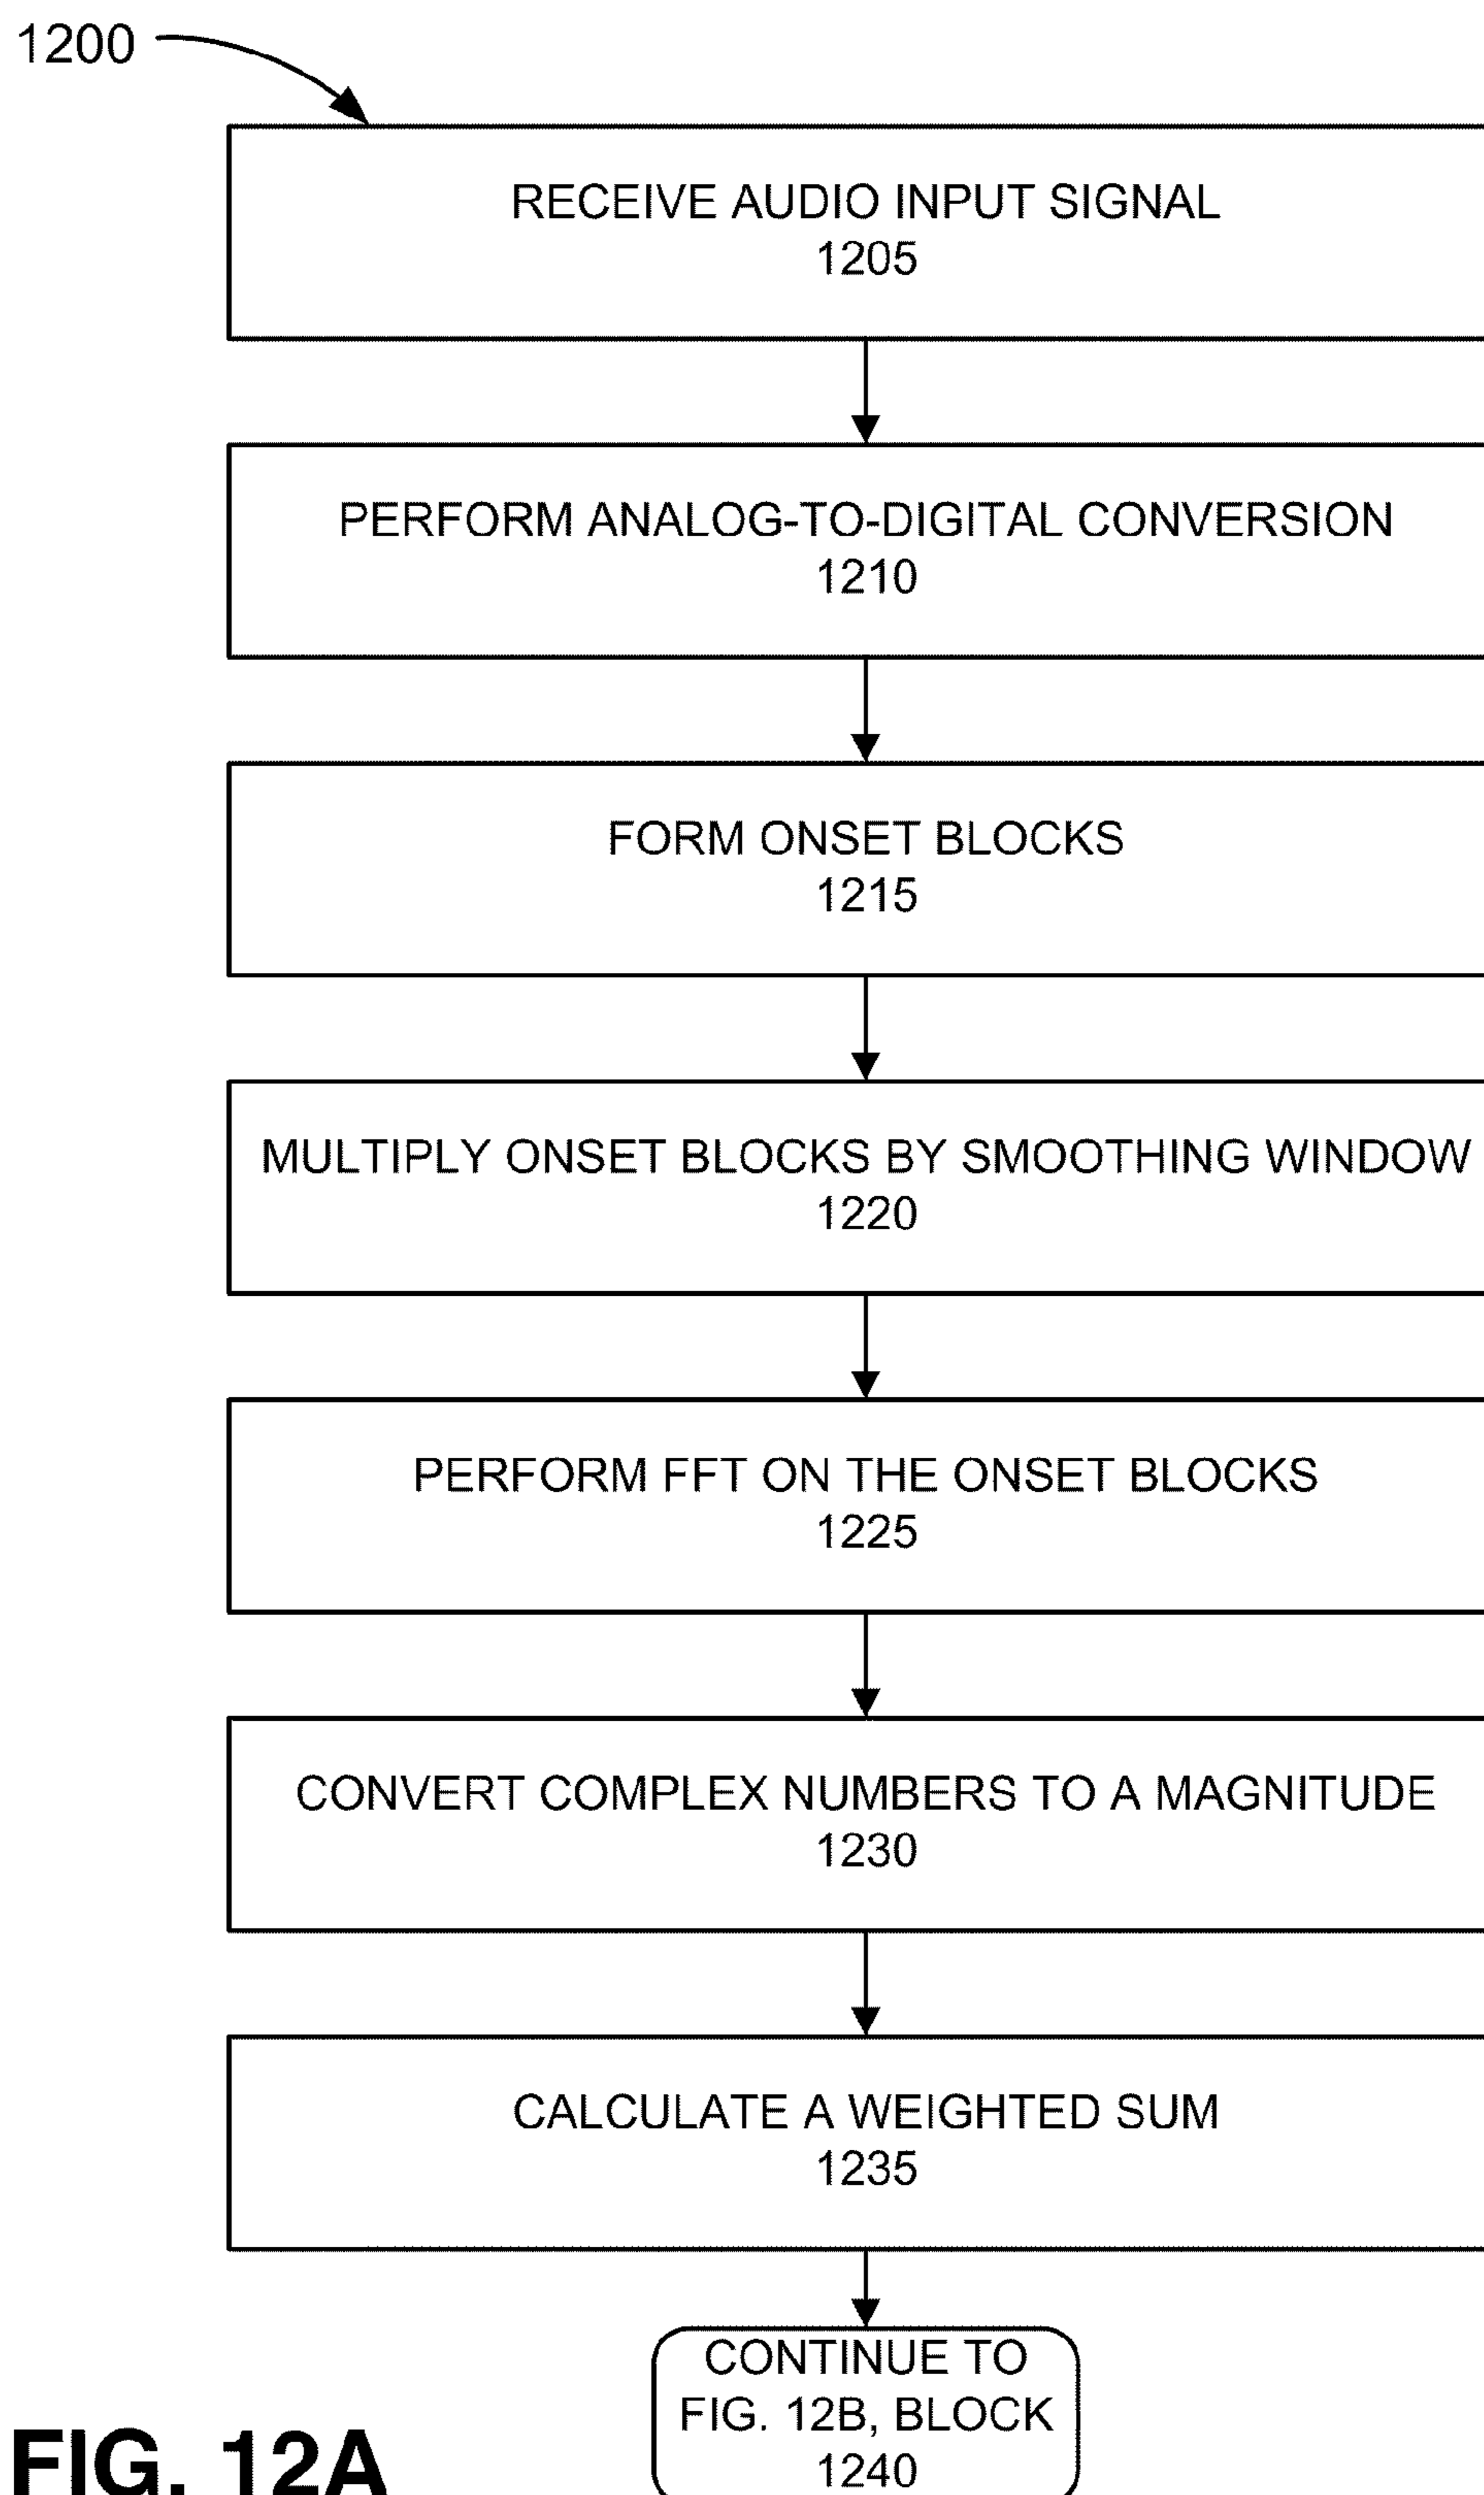 1200
RECEIVE AUDIO INPUT SIGNAL
1205
PERFORM ANALOG-TO-DIGITAL CONVERSION
1210
FORM ONSET BLOCKS
1215
MULTIPLY ONSET BLOCKS BY SMOOTHING WINDOW
1220
PERFORM FFT ON THE ONSET BLOCKS
1225
CONVERT COMPLEX NUMBERS TO A MAGNITUDE
1230
CALCULATE A WEIGHTED SUM
1235
CONTINUE TO
FIG. 12B, BLOCK
1240
FIG. 12A